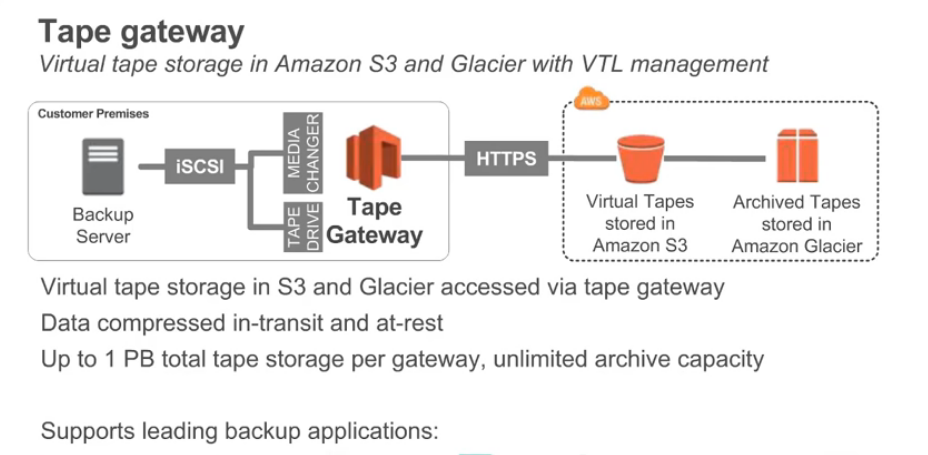 Tape gateway
Virtual tape storage in Amazon S3 and Glacier with VTL management
Customer Premises
AWS
iSCSI
MEDIA
CHANGER
TAPE
DRIVE
HTTPS
Backup
Server
Tape
Gateway
Virtual Tapes
stored in
Amazon S3
Archived Tapes
stored in
Amazon Glacier
Virtual tape storage in S3 and Glacier accessed via tape gateway
Data compressed in-transit and at-rest
Up to 1 PB total tape storage per gateway, unlimited archive capacity
Supports leading backup applications: